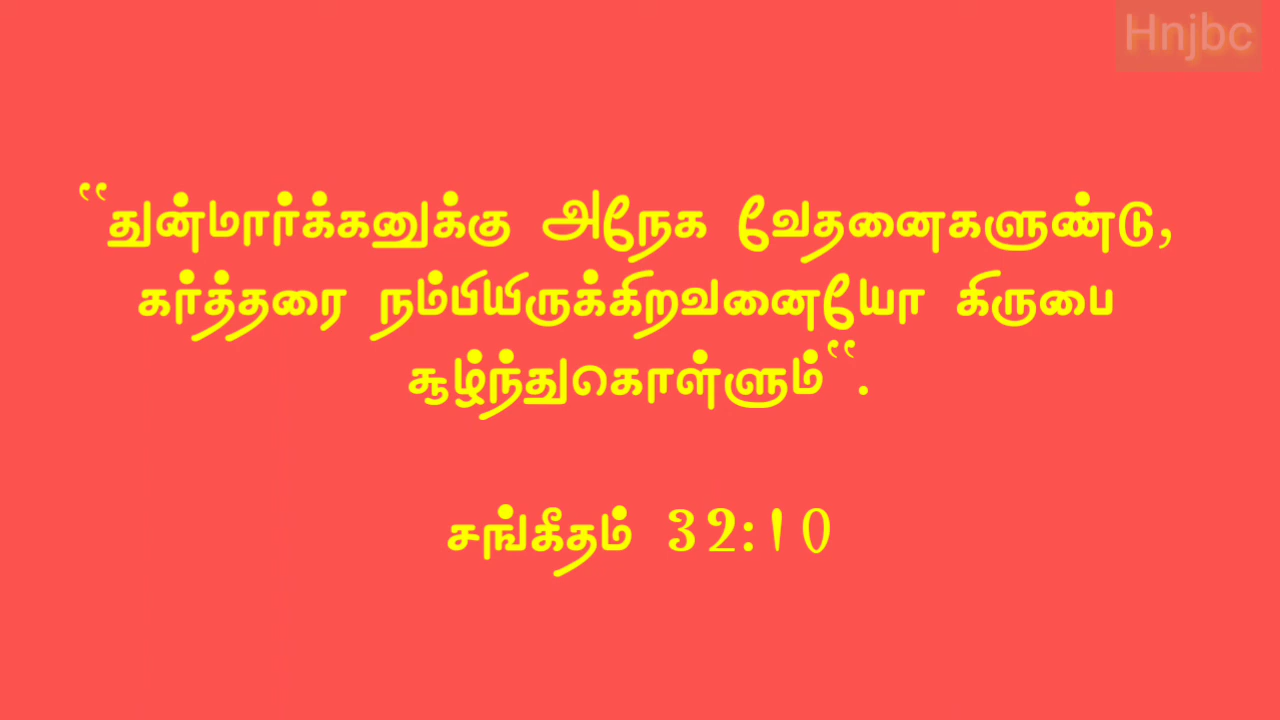 Hnjbc
"துன்மார்க்கனுக்கு அநேக வேதனைகளுண்டு,
கர்த்தரை நம்பியிருக்கிறவனையோ கிருபை
சூழ்ந்துகொள்ளும்".
சங்கீதம் 32:10